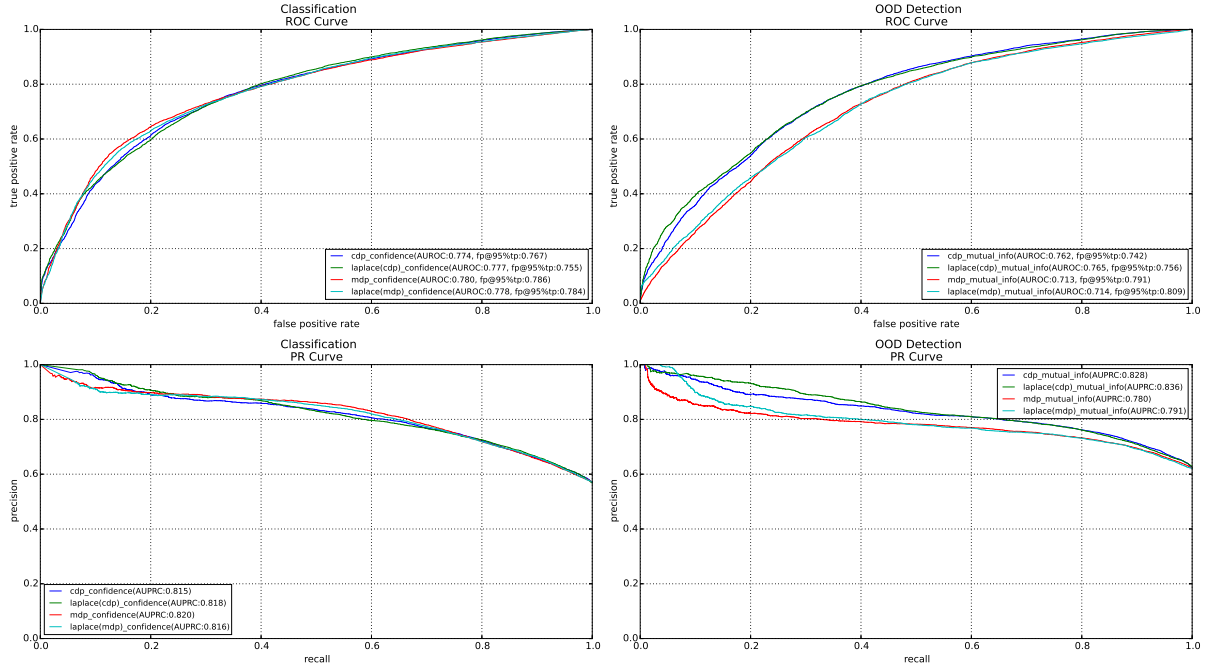 Classification
ROC Curve
1.0
0.8
0.6
0.4
0.2
0.0
true positive rate
cdp_confidence(AUROC:0.774, fp@95%tp:0.767)
laplace(cdp)_confidence(AUROC:0.777, fp@95%tp:0.755)
mdp_confidence(AUROC:0.780, fp@95%tp:0.786)
laplace(mdp)_confidence(AUROC:0.778, fp@95%tp:0.784)
0.0 0.2 0.4 0.6 0.8 1.0
false positive rate
OOD Detection
ROC Curve
1.0
0.8
0.6
0.4
0.2
0.0
true positive rate
cdp_mutual_info(AUROC:0.762, fp@95%tp:0.742)
laplace(cdp)_mutual_info(AUROC:0.765, fp@95%tp:0.756)
mdp_mutual_info(AUROC:0.713, fp@95%tp:0.791)
laplace(mdp)_mutual_info(AUROC:0.714, fp@95%tp:0.809)
0.0 0.2 0.4 0.6 0.8 1.0
false positive rate
Classification
PR Curve
1.0
0.8
0.6
0.4
0.2
0.0
precision
cdp_confidence(AUPRC:0.815)
laplace(cdp)_confidence(AUPRC:0.818)
mdp_confidence(AUPRC:0.820)
laplace(mdp)_confidence(AUPRC:0.816)
0.0 0.2 0.4 0.6 0.8 1.0
recall
OOD Detection
PR Curve
1.0
0.8
0.6
0.4
0.2
0.0
precision
cdp_mutual_info(AUPRC:0.828)
laplace(cdp)_mutual_info(AUPRC:0.836)
mdp_mutual_info(AUPRC:0.780)
laplace(mdp)_mutual_info(AUPRC:0.791)
0.0 0.2 0.4 0.6 0.8 1.0
recall